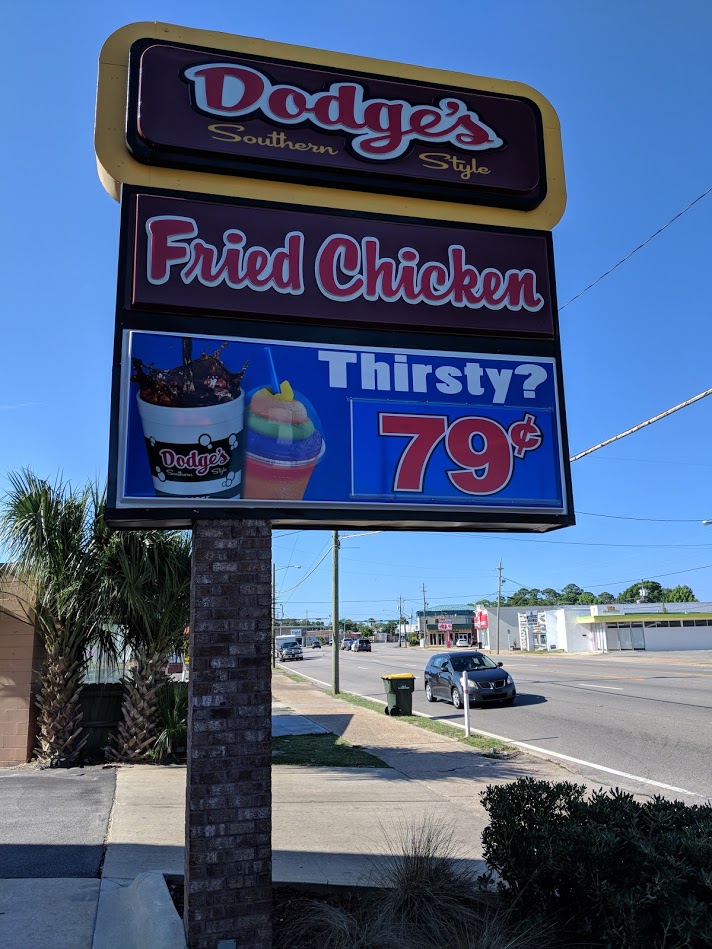 Dodge's
Southern Style
Fried Chicken
Thirsty?
79¢
Dodge's
Southern Style